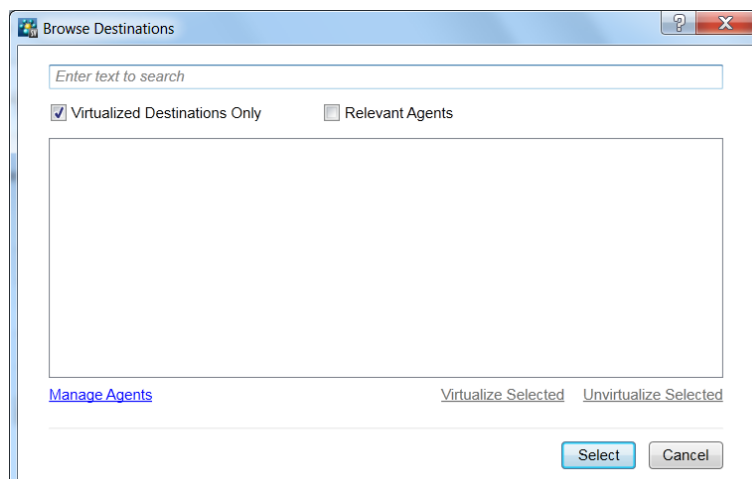 Browse Destinations
Enter text to search
Virtualized Destinations Only Relevant Agents
Manage Agents Virtualize Selected Unvirtualize Selected
Select Cancel